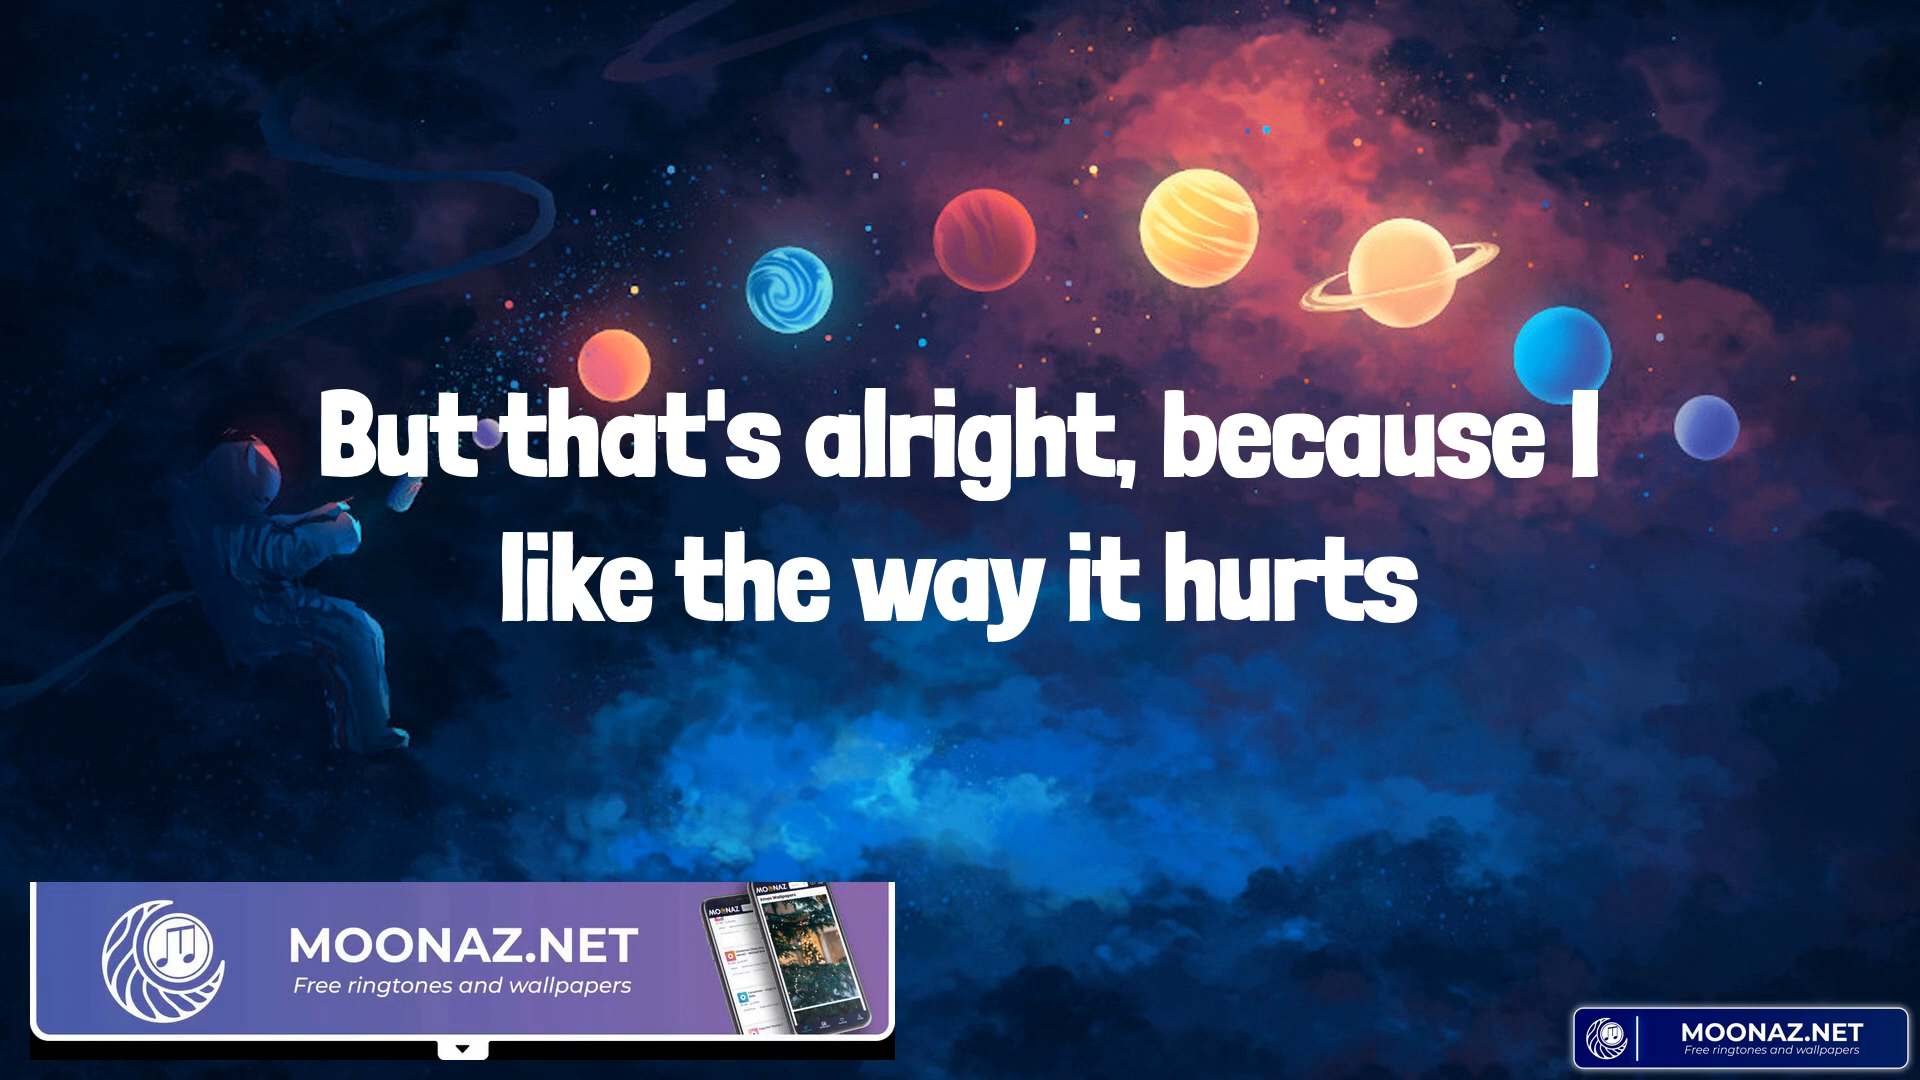 But that's alright, because I
like the way it hurts
MOONAZ.NET
Free ringtones and wallpapers
MOONAZ.NET
Free ringtones and wallpapers